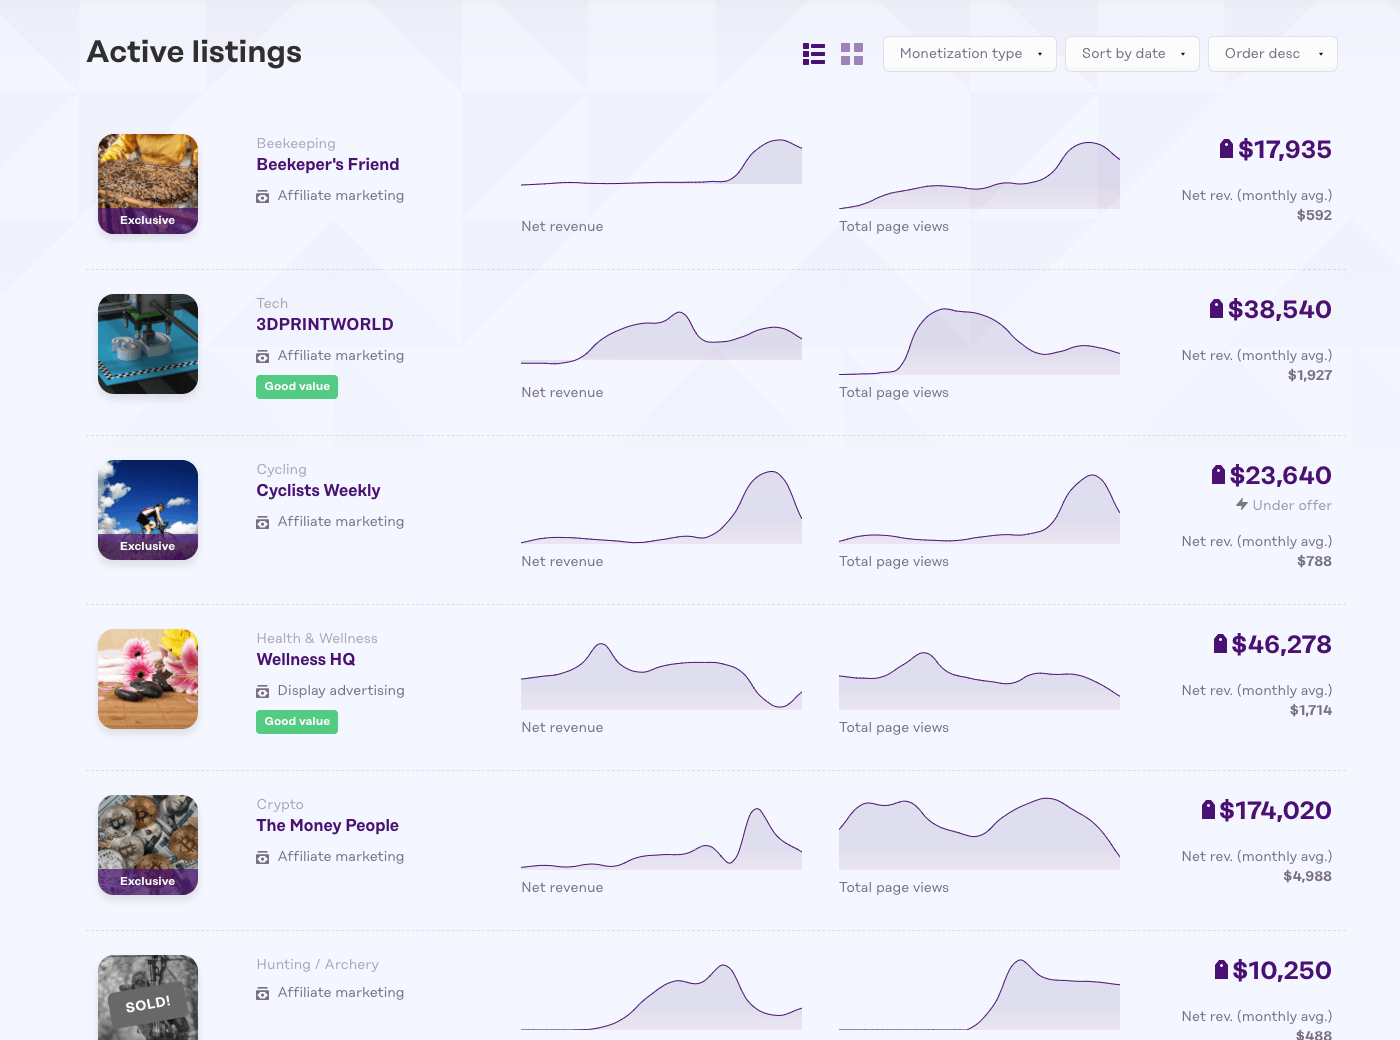 Active listings
Monetization type
Sort by date
Order desc
Exclusive
Beekeeping
Beekeper's Friend
Affiliate marketing
Net revenue
Total page views
$17,935
Net rev. (monthly avg.)
$592
Tech
3DPRINTWORLD
Affiliate marketing
Good value
Net revenue
Total page views
$38,540
Net rev. (monthly avg.)
$1,927
Exclusive
Cycling
Cyclists Weekly
Affiliate marketing
Net revenue
Total page views
$23,640
Under offer
Net rev. (monthly avg.)
$788
Health & Wellness
Wellness HQ
Display advertising
Good value
Net revenue
Total page views
$46,278
Net rev. (monthly avg.)
$1,714
Exclusive
Crypto
The Money People
Affiliate marketing
Net revenue
Total page views
$174,020
Net rev. (monthly avg.)
$4,988
SOLD!
Hunting / Archery
Affiliate marketing
$10,250
Net rev. (monthly avg.)
$488